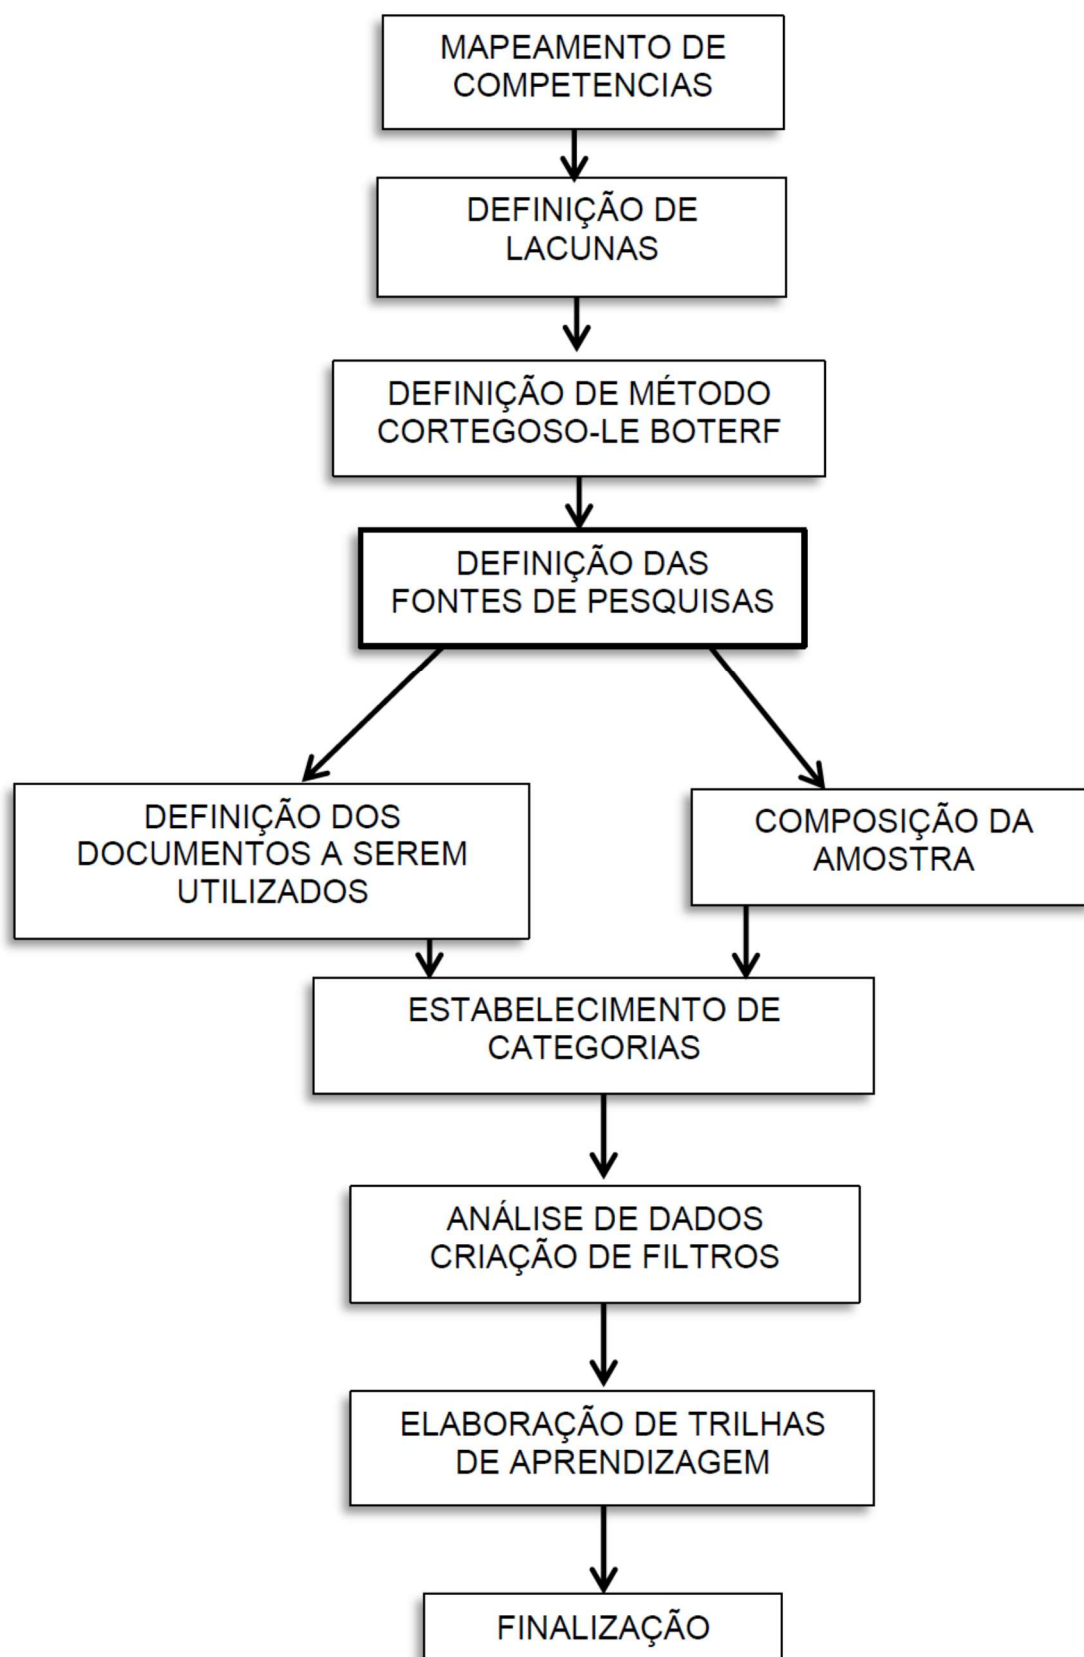 MAPEAMENTO DE
COMPETENCIAS
DEFINIÇÃO DE
LACUNAS
DEFINIÇÃO DE MÉTODO
CORTEGOSO-LE BOTERF
DEFINIÇÃO DAS
FONTES DE PESQUISAS
DEFINIÇÃO DOS
DOCUMENTOS A SEREM
UTILIZADOS
COMPOSIÇÃO DA
AMOSTRA
ESTABELECIMENTO DE
CATEGORIAS
ANÁLISE DE DADOS
CRIAÇÃO DE FILTROS
ELABORAÇÃO DE TRILHAS
DE APRENDIZAGEM
FINALIZAÇÃO